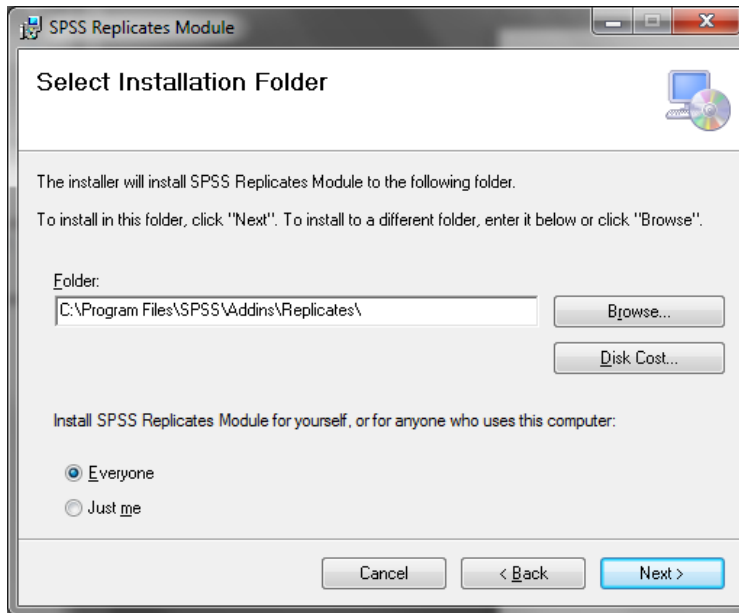 SPSS Replicates Module
Select Installation Folder
The installer will install SPSS Replicates Module to the following folder.
To install in this folder, click "Next". To install to a different folder, enter it below or click "Browse".
Folder:
C:\Program Files\SPSS\Addins\Replicates\
Browse...
Disk Cost...
Install SPSS Replicates Module for yourself, or for anyone who uses this computer:
Everyone
Just me
Cancel
< Back
Next >